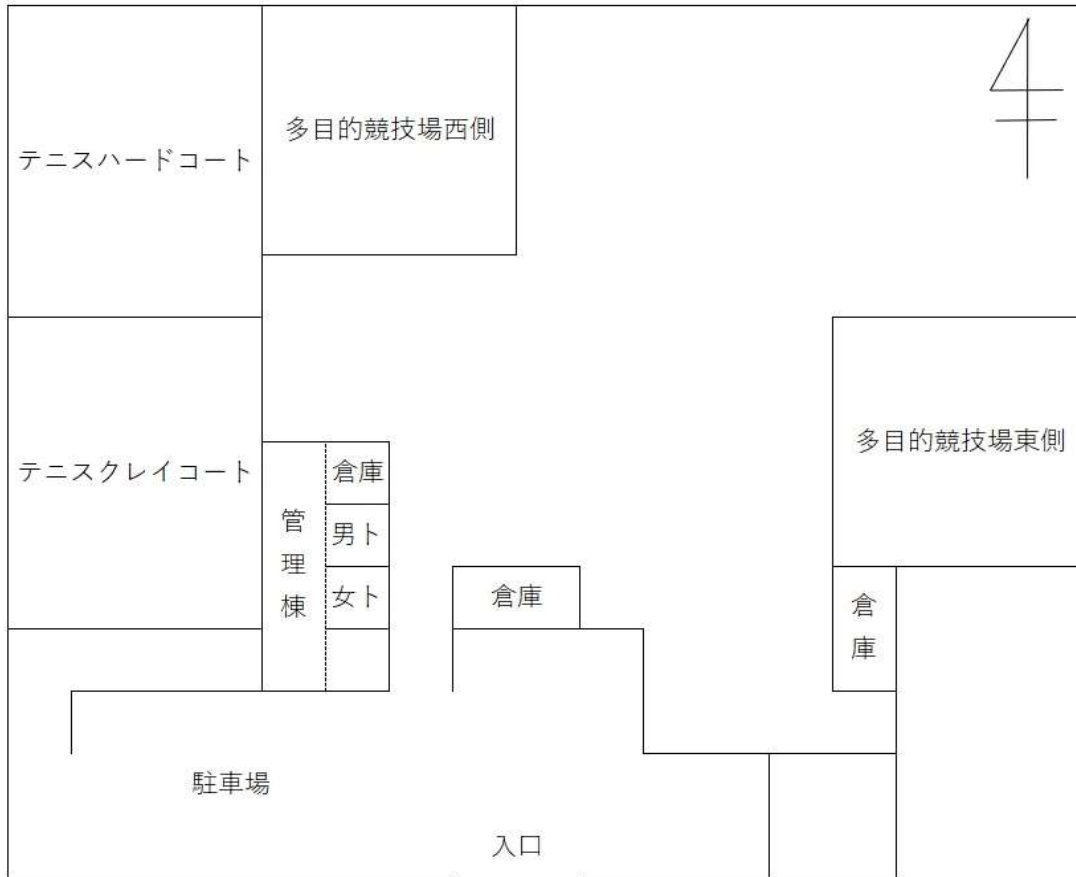 多目的競技場西側
テニスハードコート
多目的競技場東側
テニスクレイコート
倉庫
管理棟
男ト
女ト
倉庫
倉庫
駐車場
入口